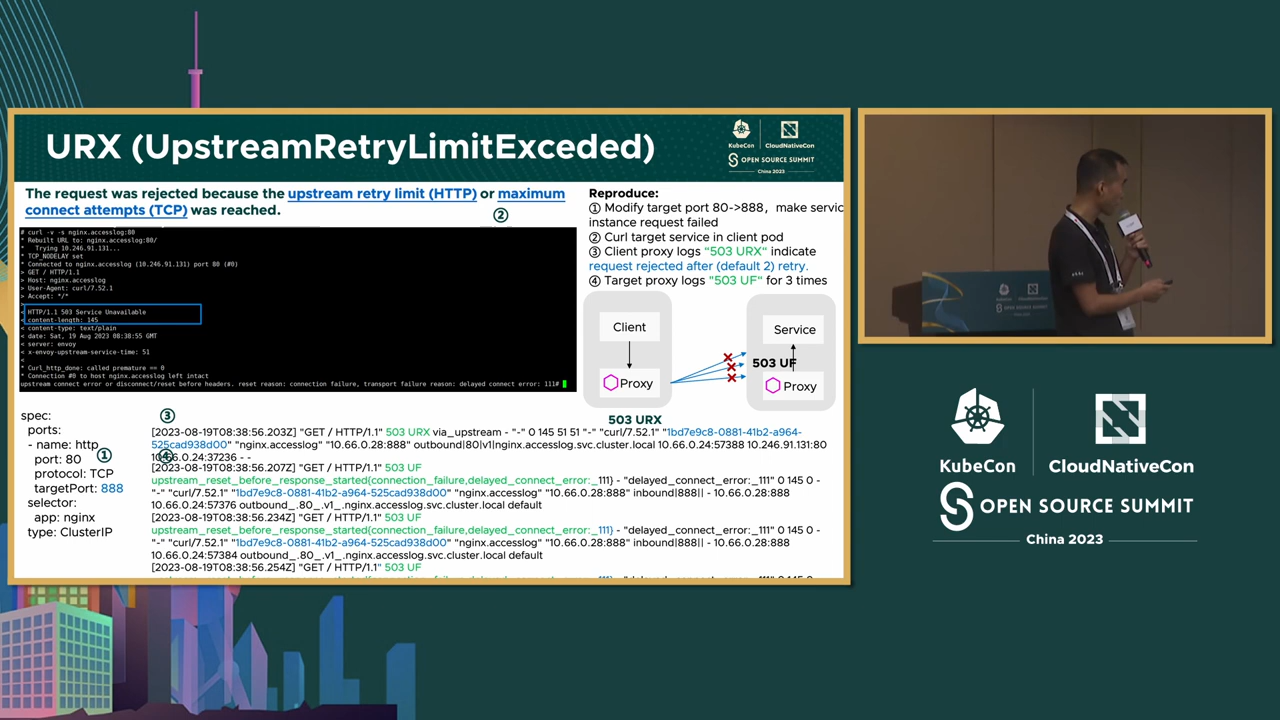 URX (UpstreamRetryLimitExceded)
KubeCon
CloudNativeCon
OPEN SOURCE SUMMIT
China 2023
The request was rejected because the upstream retry limit (HTTP) or maximum
connect attempts (TCP) was reached.
②
# curl -v -s nginx.accesslog:80
* Rebuilt URL to: nginx.accesslog:80/
* Trying 10.246.91.131...
* TCP_NODELAY set
* Connected to nginx.accesslog (10.246.91.131) port 80 (#0)
> GET / HTTP/1.1
> Host: nginx.accesslog
> User-Agent: curl/7.52.1
> Accept: */*
>
< HTTP/1.1 503 Service Unavailable
< content-length: 145
< content-type: text/plain
< date: Sat, 19 Aug 2023 08:38:55 GMT
< server: envoy
< x-envoy-upstream-service-time: 51
<
* Curl_http_done: called premature == 0
* Connection #0 to host nginx.accesslog left intact
upstream connect error or disconnect/reset before headers. reset reason: connection failure, transport failure reason: delayed connect error: 111#
Reproduce:
① Modify target port 80->888, make servic
instance request failed
② Curl target service in client pod
③ Client proxy logs "503 URX" indicate
request rejected after (default 2) retry.
④ Target proxy logs "503 UF" for 3 times
Client
Service
503 UF
Proxy
Proxy
503 URX
spec:
ports:
- name: http
port: 80
①
protocol: TCP
targetPort: 888
selector:
app: nginx
type: ClusterIP
③
[2023-08-19T08:38:56.203Z] "GET / HTTP/1.1" 503 URX via_upstream - "-" 0 145 51 51 "-" "curl/7.52.1" "1bd7e9c8-0881-41b2-a964-
525cad938d00" "nginx.accesslog" "10.66.0.28:888" outbound|80|v1|nginx.accesslog.svc.cluster.local 10.66.0.24:57388 10.246.91.131:80
10.66.0.24:37236 - -
④
[2023-08-19T08:38:56.207Z] "GET / HTTP/1.1" 503 UF
upstream_reset_before_response_started{connection_failure,delayed_connect_error:_111} - "delayed_connect_error:_111" 0 145 0 -
"-" "curl/7.52.1" "1bd7e9c8-0881-41b2-a964-525cad938d00" "nginx.accesslog" "10.66.0.28:888" inbound|888|| - 10.66.0.28:888
10.66.0.24:57376 outbound_.80_.v1_.nginx.accesslog.svc.cluster.local default
[2023-08-19T08:38:56.234Z] "GET / HTTP/1.1" 503 UF
upstream_reset_before_response_started{connection_failure,delayed_connect_error:_111} - "delayed_connect_error:_111" 0 145 0 -
"-" "curl/7.52.1" "1bd7e9c8-0881-41b2-a964-525cad938d00" "nginx.accesslog" "10.66.0.28:888" inbound|888|| - 10.66.0.28:888
10.66.0.24:57384 outbound_.80_.v1_.nginx.accesslog.svc.cluster.local default
[2023-08-19T08:38:56.254Z] "GET / HTTP/1.1" 503 UF
KubeCon
CloudNativeCon
OPEN SOURCE SUMMIT
China 2023